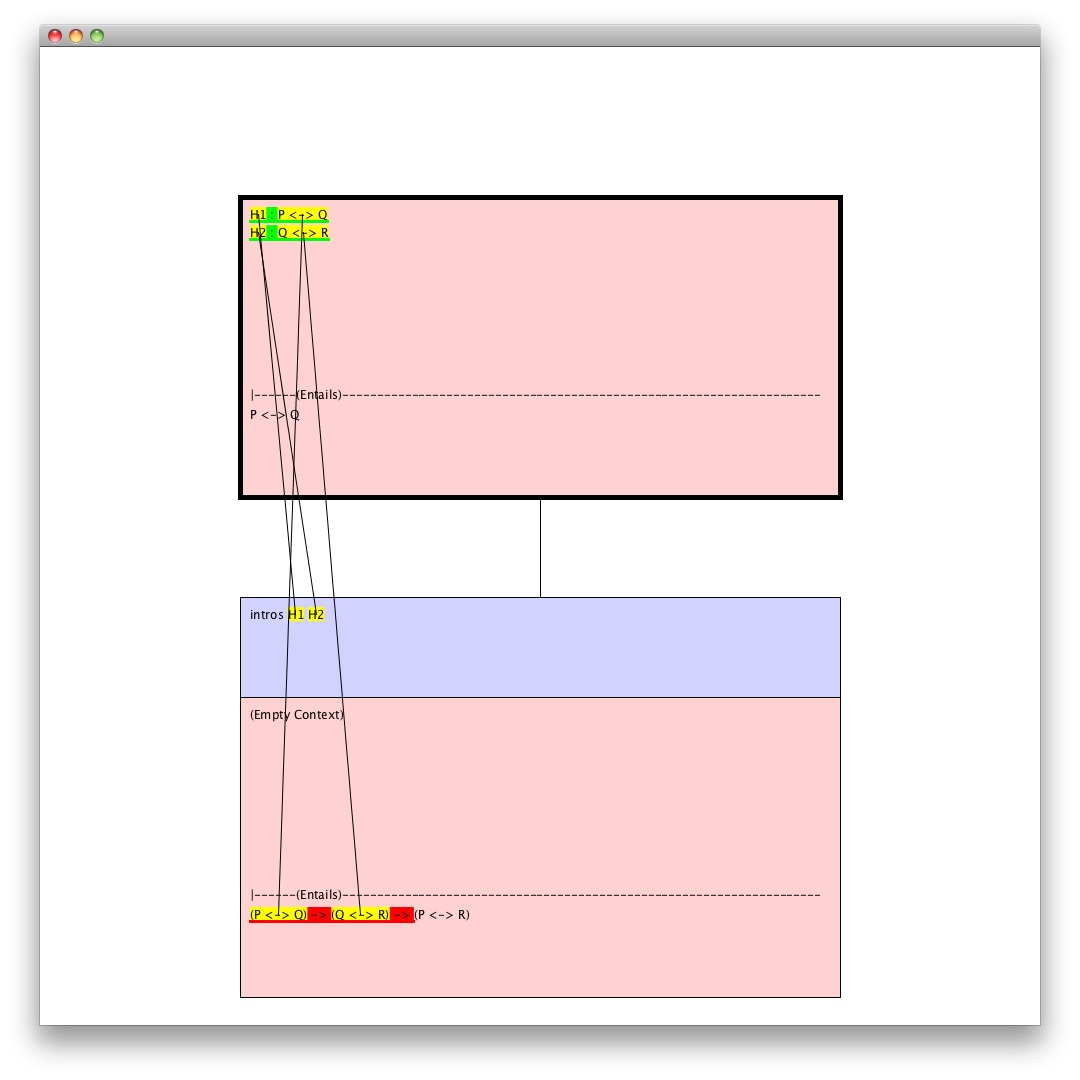 H1 : P <-> Q
H2 : Q <-> R
|------(Entails)--------------------------------------------------------------------
P <-> Q
intros H1 H2
(Empty Context)
|------(Entails)--------------------------------------------------------------------
(P <-> Q) -> (Q <-> R) -> (P <-> R)